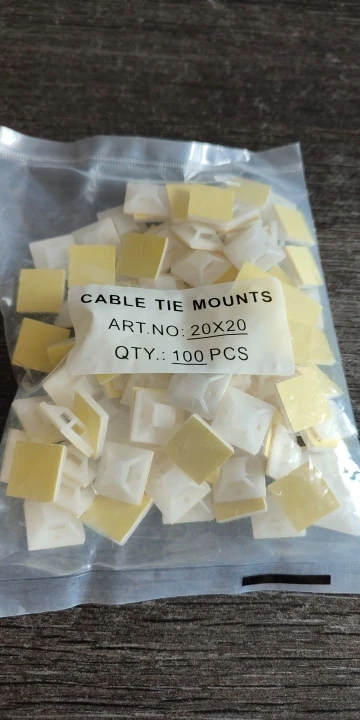 CABLE TIE MOUNTS
ART.NO: 20X20
QTY.: 100 PCS